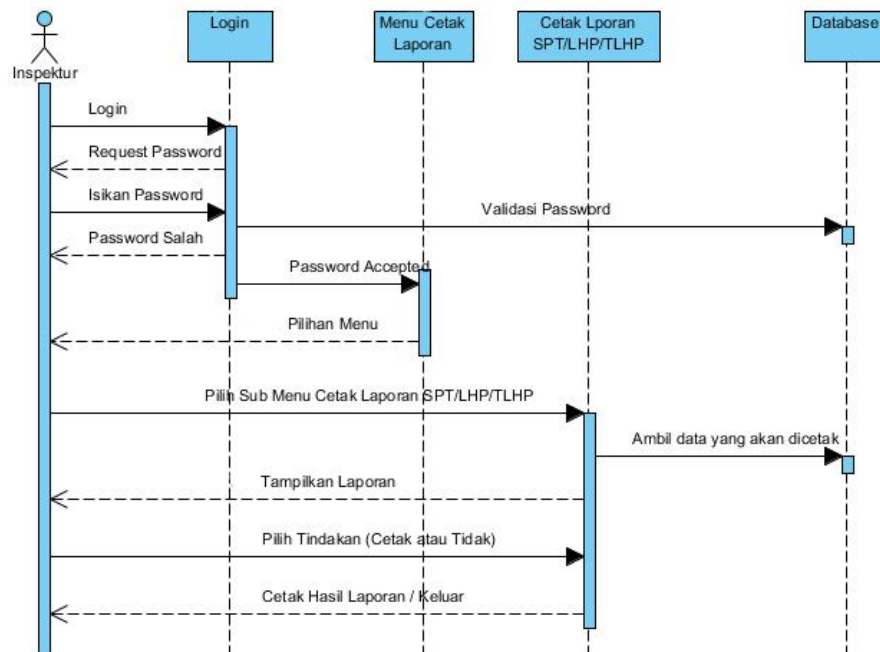 Inspektur
Login
Menu Cetak
Laporan
Cetak Lporan
SPT/LHP/TLHP
Database
Login
Request Password
Isikan Password
Validasi Password
Password Salah
Password Accepted
Pilihan Menu
Pilih Sub Menu Cetak Laporan SPT/LHP/TLHP
Ambil data yang akan dicetak
Tampilkan Laporan
Pilih Tindakan (Cetak atau Tidak)
Cetak Hasil Laporan / Keluar